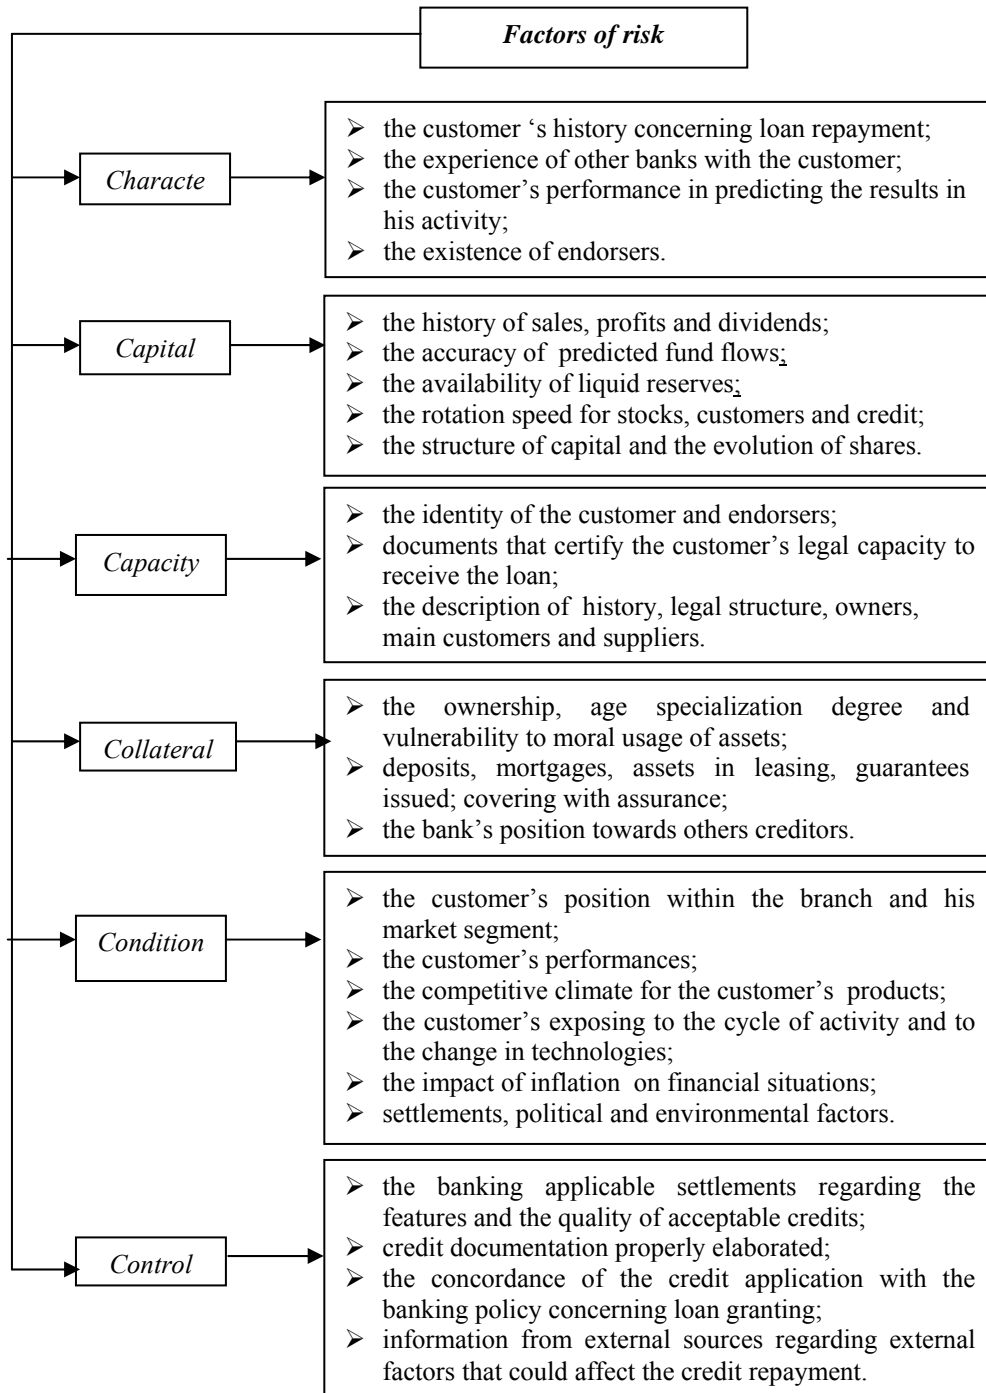 Factors of risk
Characte
➢ the customer ‘s history concerning loan repayment;
➢ the experience of other banks with the customer;
➢ the customer’s performance in predicting the results in
his activity;
➢ the existence of endorsers.
Capital
➢ the history of sales, profits and dividends;
➢ the accuracy of predicted fund flows;
➢ the availability of liquid reserves;
➢ the rotation speed for stocks, customers and credit;
➢ the structure of capital and the evolution of shares.
Capacity
➢ the identity of the customer and endorsers;
➢ documents that certify the customer’s legal capacity to
receive the loan;
➢ the description of history, legal structure, owners,
main customers and suppliers.
Collateral
➢ the ownership, age specialization degree and
vulnerability to moral usage of assets;
➢ deposits, mortgages, assets in leasing, guarantees
issued; covering with assurance;
➢ the bank’s position towards others creditors.
Condition
➢ the customer’s position within the branch and his
market segment;
➢ the customer’s performances;
➢ the competitive climate for the customer’s products;
➢ the customer’s exposing to the cycle of activity and to
the change in technologies;
➢ the impact of inflation on financial situations;
➢ settlements, political and environmental factors.
Control
➢ the banking applicable settlements regarding the
features and the quality of acceptable credits;
➢ credit documentation properly elaborated;
➢ the concordance of the credit application with the
banking policy concerning loan granting;
➢ information from external sources regarding external
factors that could affect the credit repayment.